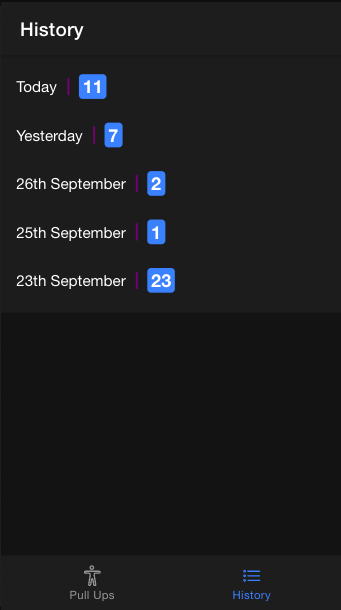 History
Today 11
Yesterday 7
26th September 2
25th September 1
23th September 23
Pull Ups
History